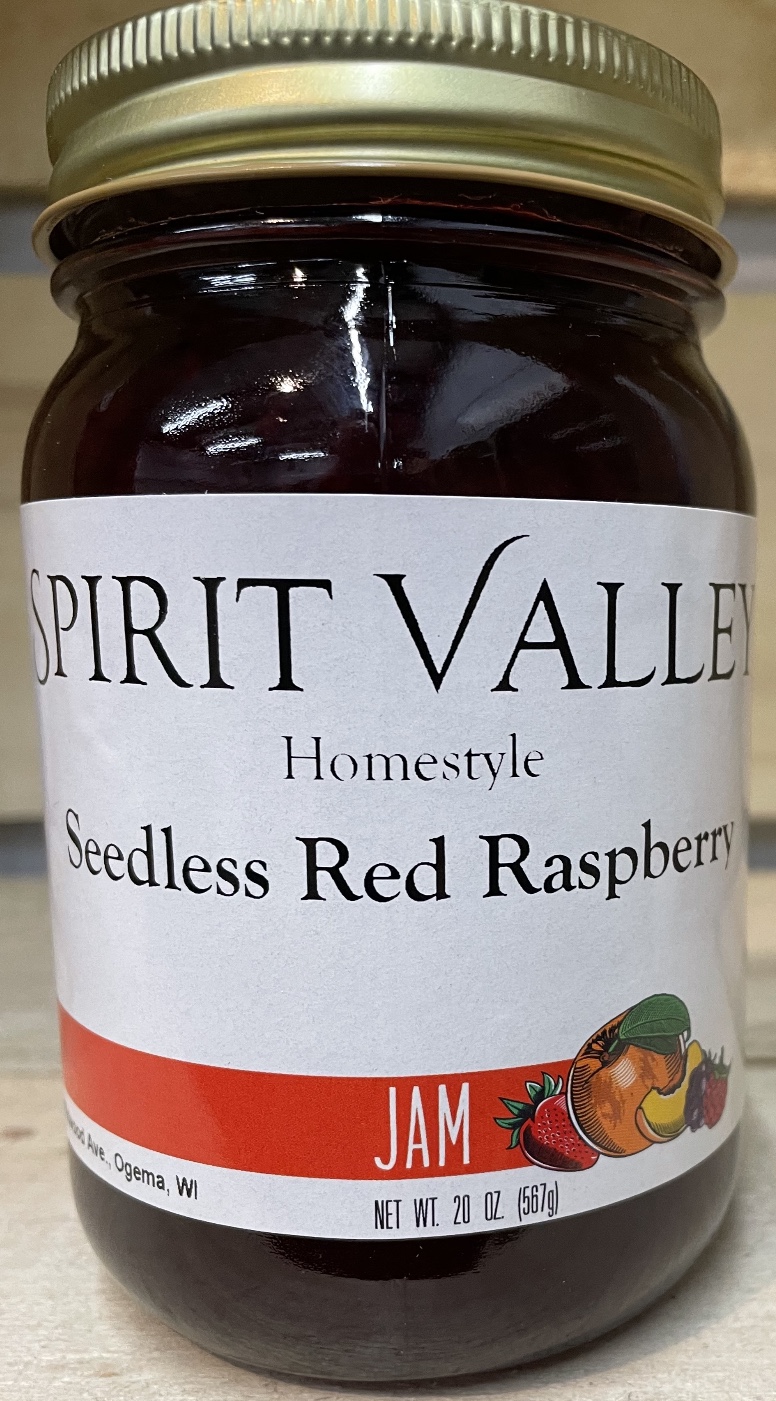 SPIRIT VALLEY
Homestyle
Seedless Red Raspberry
JAM
Ave., Ogema, WI
NET WT. 20 OZ. (567g)